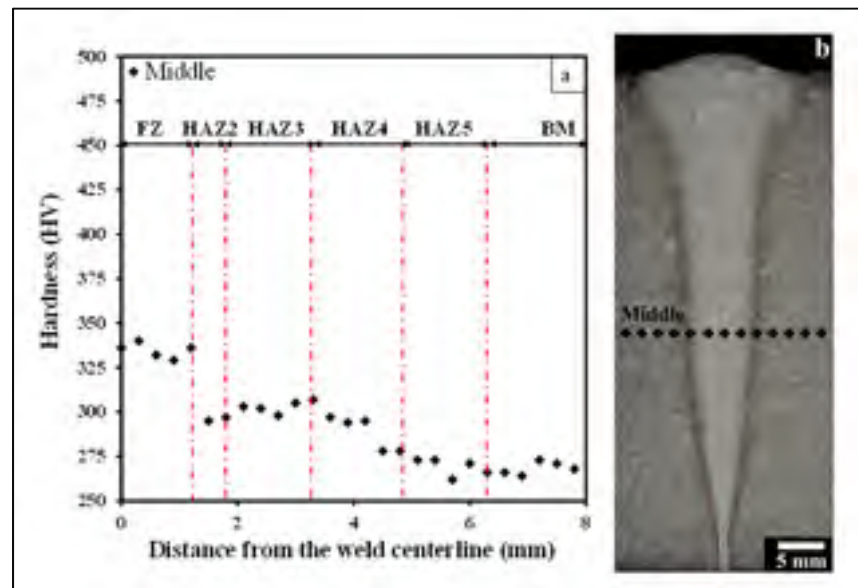 500
◆ Middle
a
475
FZ HAZ2 HAZ3 HAZ4 HAZ5 BM
450
425
400
375
350
325
300
275
250
0 2 4 6 8
Hardness (HV)
Distance from the weld centerline (mm)
b
Middle
5 mm